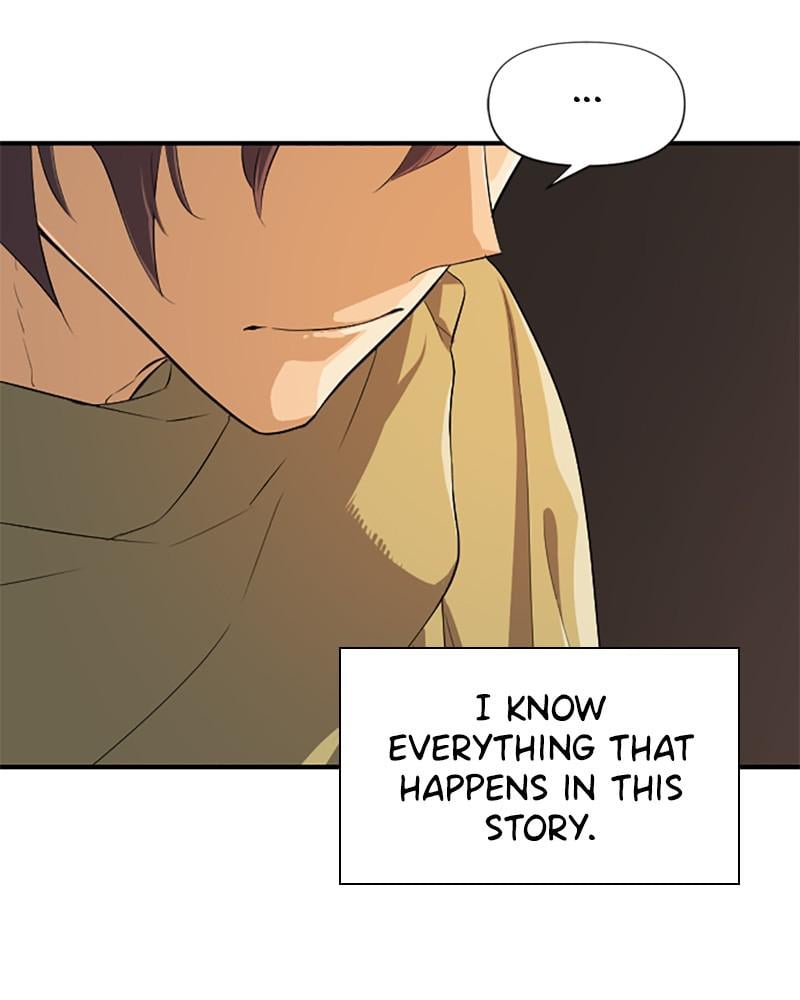 ...
I KNOW
EVERYTHING THAT
HAPPENS IN THIS
STORY.